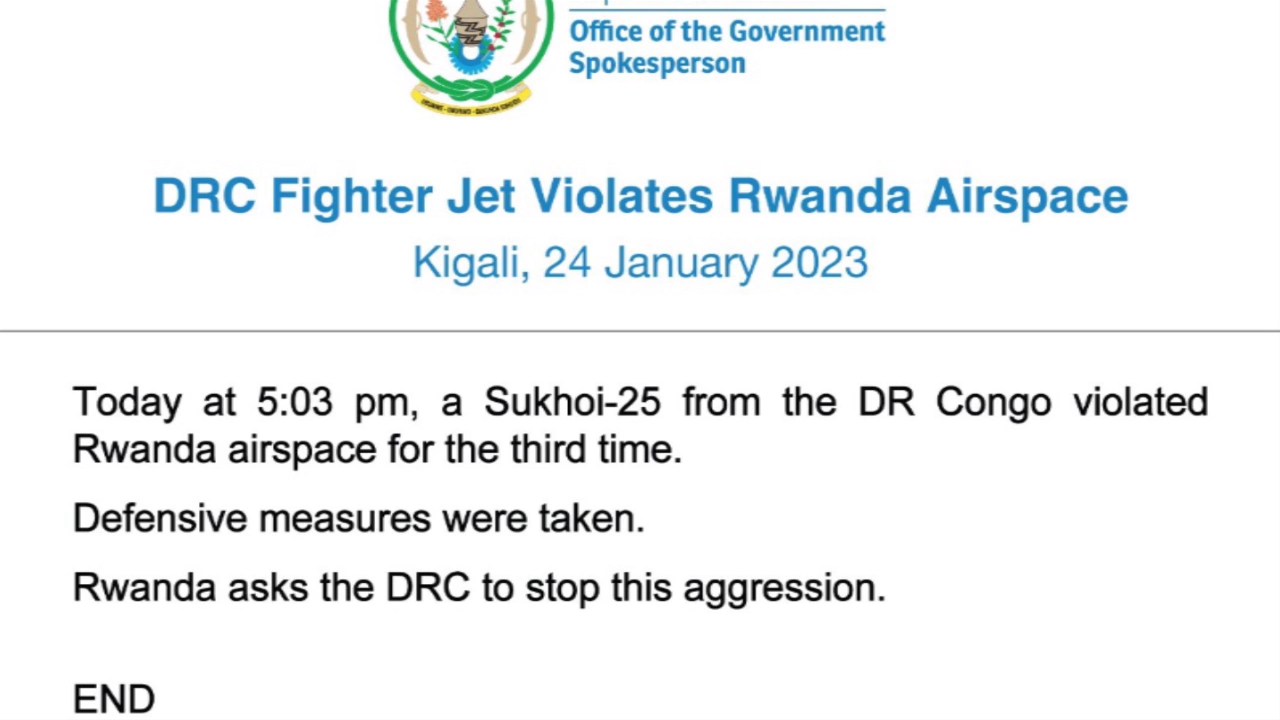 Office of the Government
Spokesperson
DRC Fighter Jet Violates Rwanda Airspace
Kigali, 24 January 2023
Today at 5:03 pm, a Sukhoi-25 from the DR Congo violated
Rwanda airspace for the third time.
Defensive measures were taken.
Rwanda asks the DRC to stop this aggression.
END